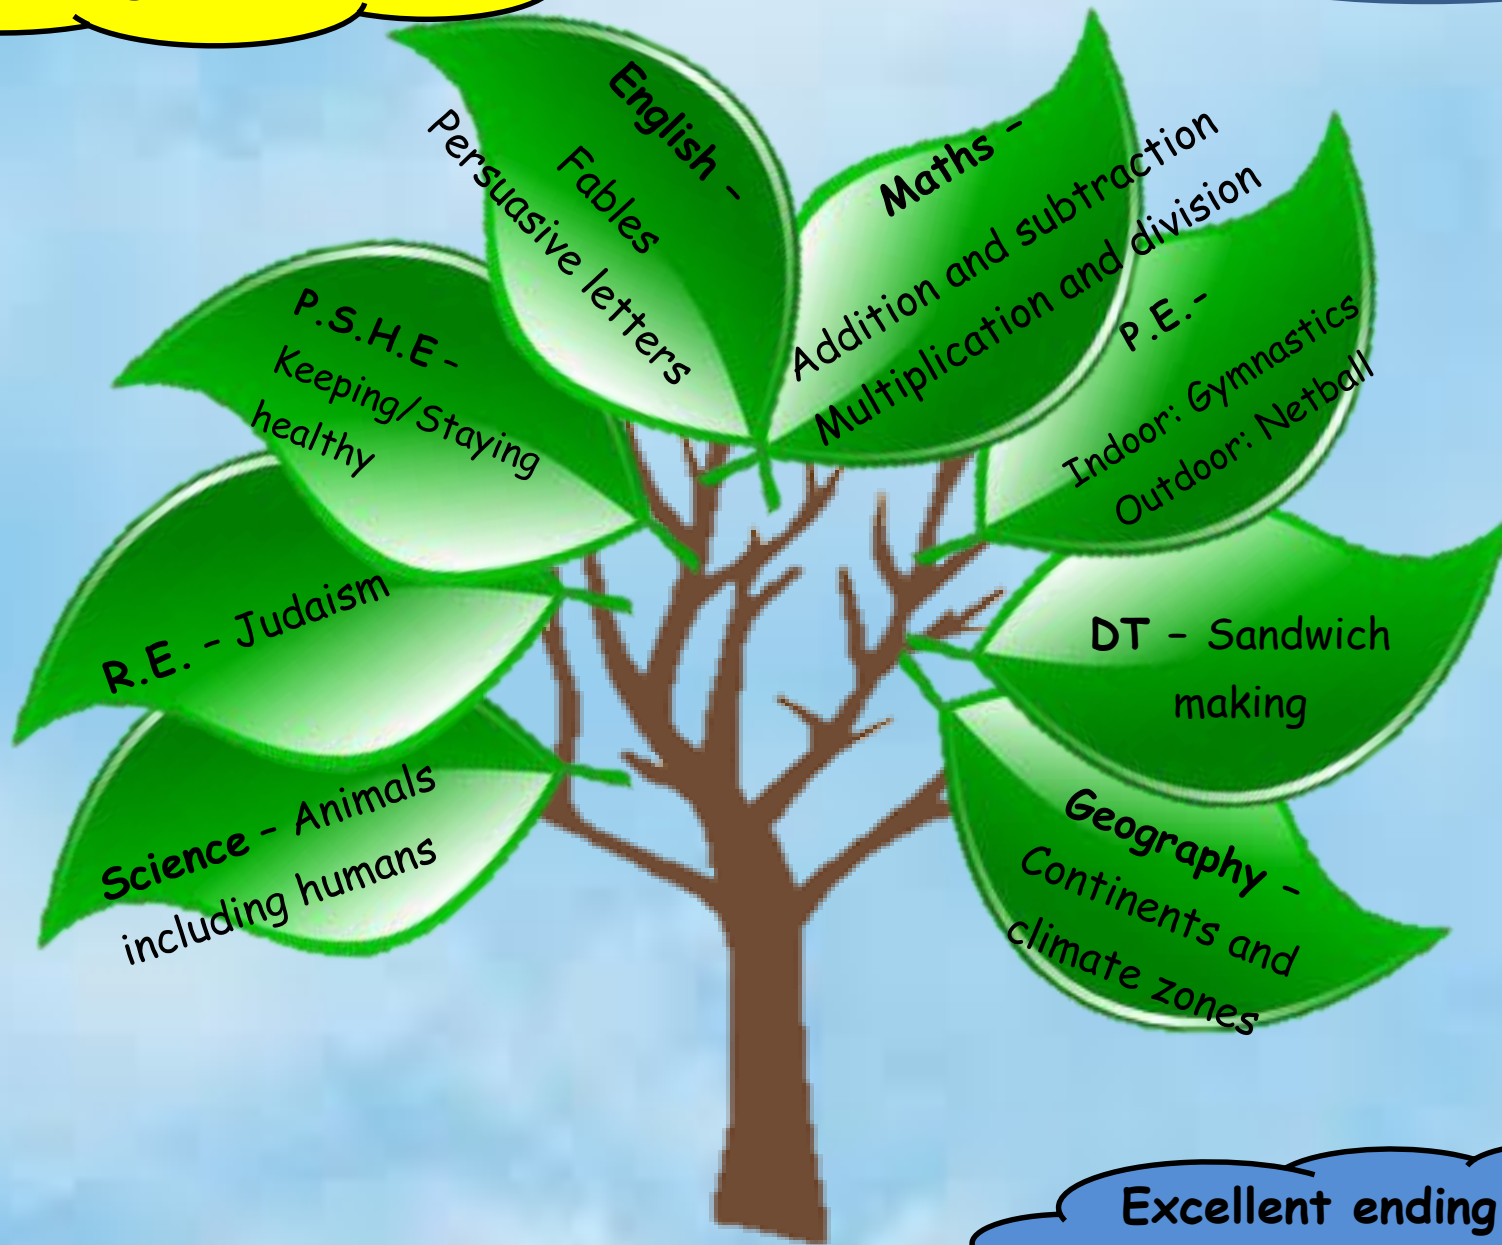 English -
Fables
Persuasive letters
Maths -
Addition and subtraction
Multiplication and division
P.E.-
Indoor: Gymnastics
Outdoor: Netball
P.S.H.E-
Keeping/Staying
healthy
R.E. - Judaism
DT - Sandwich
making
Science - Animals
including humans
Geography -
Continents and
climate zones
Excellent ending